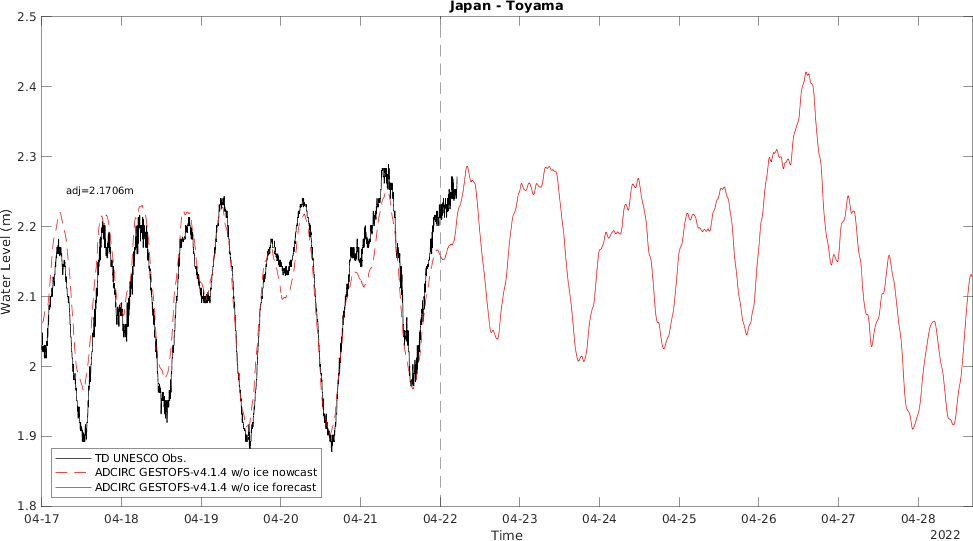 Japan - Toyama
2.5
2.4
2.3
2.2
2.1
2
1.9
1.8
Water Level (m)
adj=2.1706m
TD UNESCO Obs.
ADCIRC GESTOFS-v4.1.4 w/o ice nowcast
ADCIRC GESTOFS-v4.1.4 w/o ice forecast
04-17 04-18 04-19 04-20 04-21 04-22 04-23 04-24 04-25 04-26 04-27 04-28
Time
2022